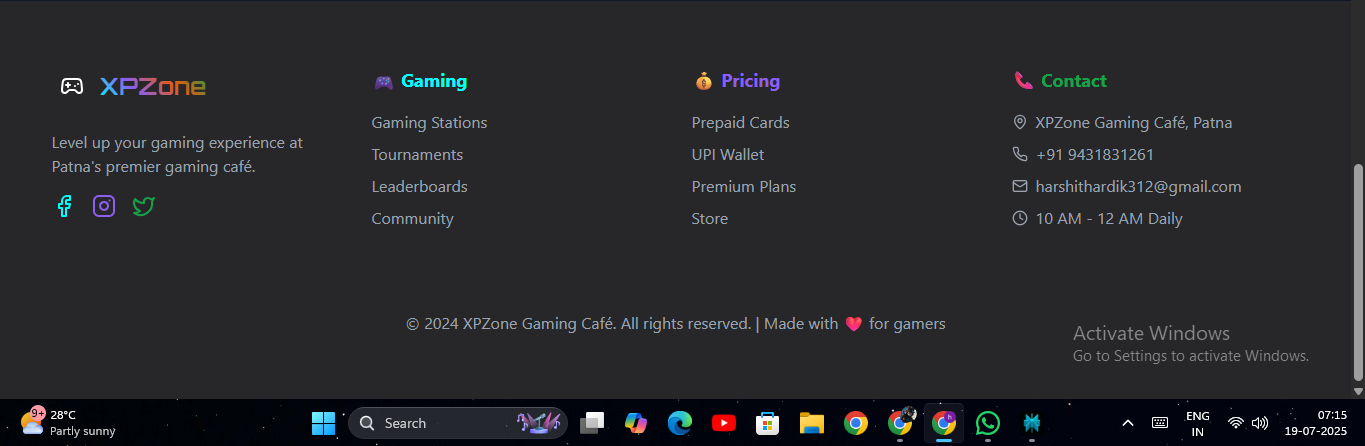 XPZone
Level up your gaming experience at
Patna's premier gaming café.
Gaming
Gaming Stations
Tournaments
Leaderboards
Community
Pricing
Prepaid Cards
UPI Wallet
Premium Plans
Store
Contact
XPZone Gaming Café, Patna
+91 9431831261
harshithardik312@gmail.com
10 AM - 12 AM Daily
© 2024 XPZone Gaming Café. All rights reserved. | Made with ❤️ for gamers
Activate Windows
Go to Settings to activate Windows.
9+
28°C
Partly sunny
Search
h
ENG
IN
07:15
19-07-2025